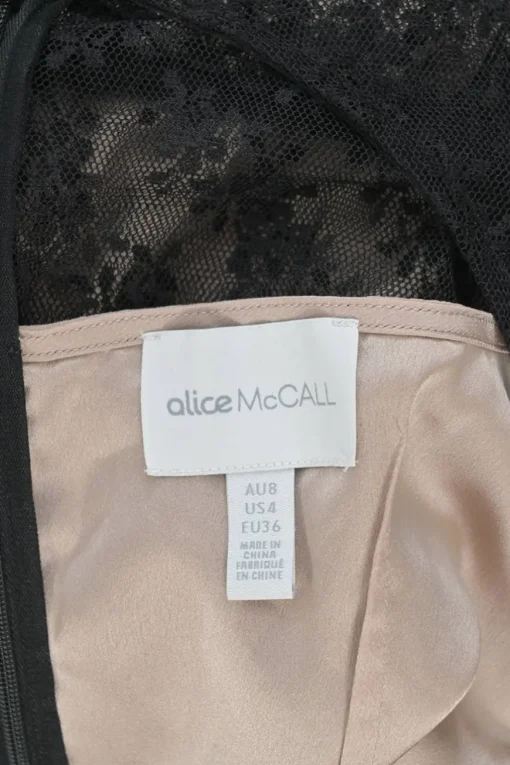 alice McCALL
AU8
US4
EU36
MADE IN
CHINA
FABRIQUÉ
EN CHINE